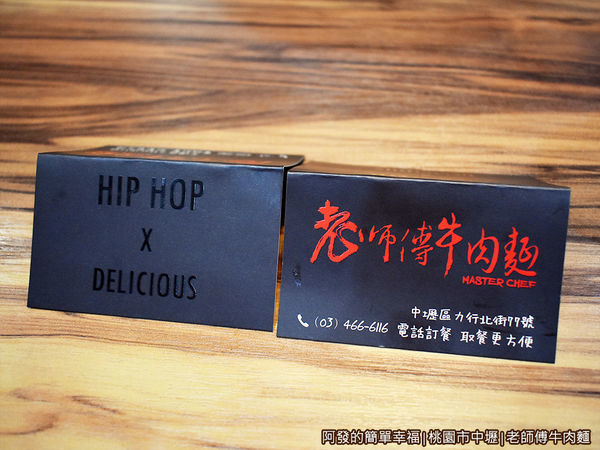 HIP HOP
X
DELICIOUS
老師傅牛肉麵
MASTER CHEF
中壢區力行北街77號
(03) 466-6116 電話訂餐 取餐更方便
阿發的簡單幸福|桃園市中壢|老師傅牛肉麵